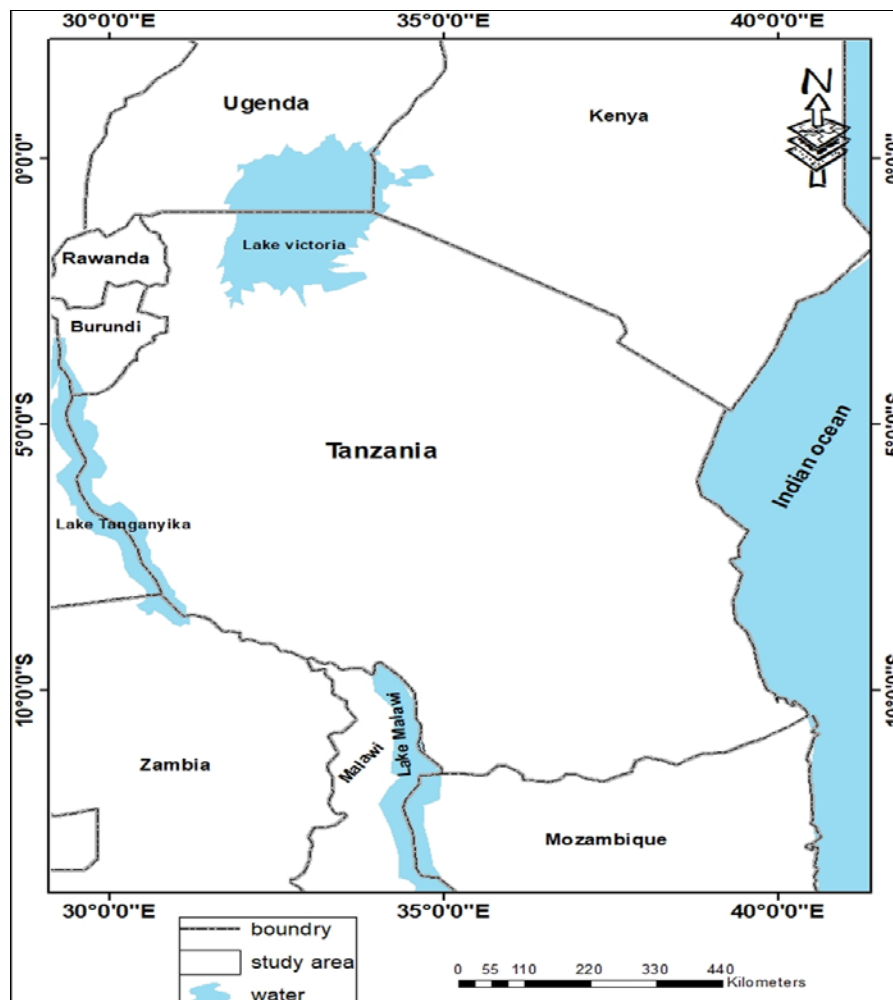 30°0'0"E 35°0'0"E 40°0'0"E
N
Ugenda
Kenya
0°0'0" 0°0'0"
Lake victoria
Rawanda
Burundi
5°0'0"S 5°0'0"S
Tanzania
Indian ocean
Lake Tanganyika
10°0'0"S 10°0'0"S
Zambia
Malawi
Lake Malawi
Mozambique
30°0'0"E 35°0'0"E 40°0'0"E
boundry
study area
water
0 55 110 220 330 440
Kilometers